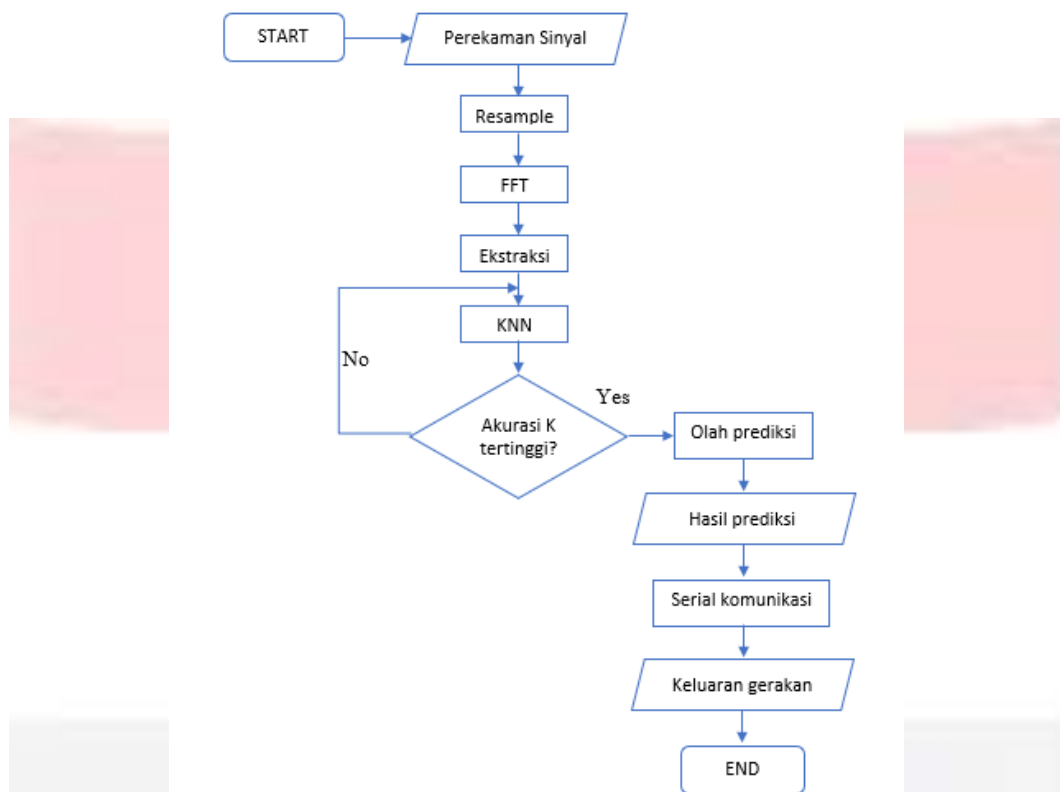 START
Perekaman Sinyal
Resample
FFT
Ekstraksi
KNN
No
Akurasi K
tertinggi?
Yes
Olah prediksi
Hasil prediksi
Serial komunikasi
Keluaran gerakan
END